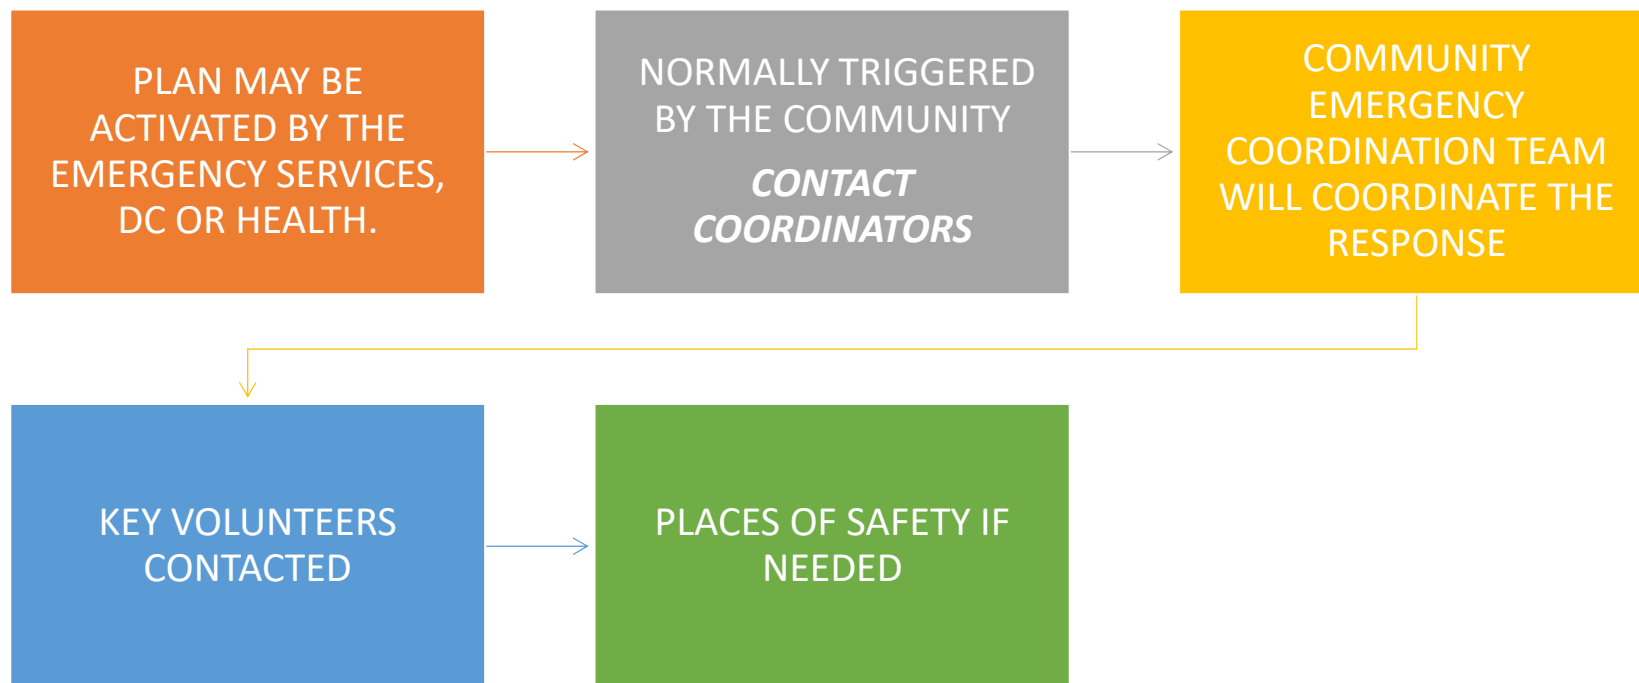 PLAN MAY BE
ACTIVATED BY THE
EMERGENCY SERVICES,
DC OR HEALTH.
NORMALLY TRIGGERED
BY THE COMMUNITY
CONTACT
COORDINATORS
COMMUNITY
EMERGENCY
COORDINATION TEAM
WILL COORDINATE THE
RESPONSE
KEY VOLUNTEERS
CONTACTED
PLACES OF SAFETY IF
NEEDED